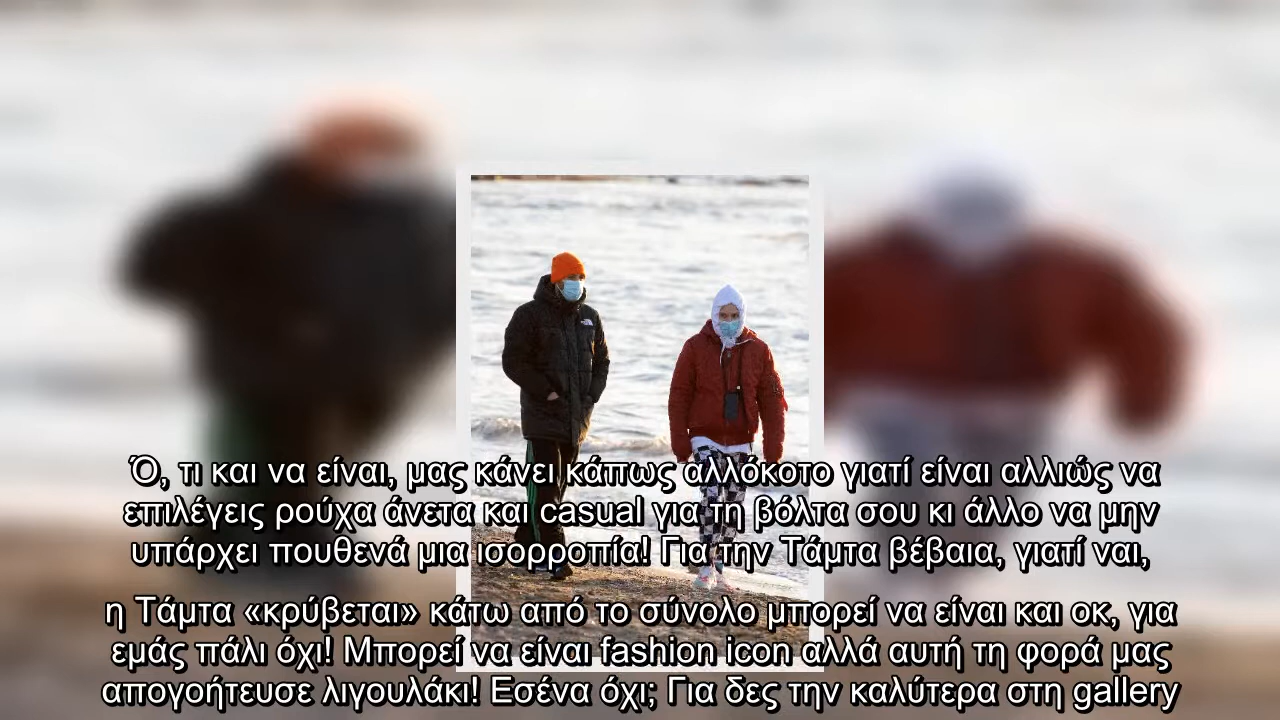 Ό, τι και να είναι, μας κάνει κάπως αλλόκοτο γιατί είναι αλλιώς να
επιλέγεις ρούχα άνετα και casual για τη βόλτα σου κι άλλο να μην
υπάρχει πουθενά μια ισορροπία! Για την Τάμτα βέβαια, γιατί ναι,
η Τάμτα «κρύβεται» κάτω από το σύνολο μπορεί να είναι και οκ, για
εμάς πάλι όχι! Μπορεί να είναι fashion icon αλλά αυτή τη φορά μας
απογοήτευσε λιγουλάκι! Εσένα όχι; Για δες την καλύτερα στη gallery